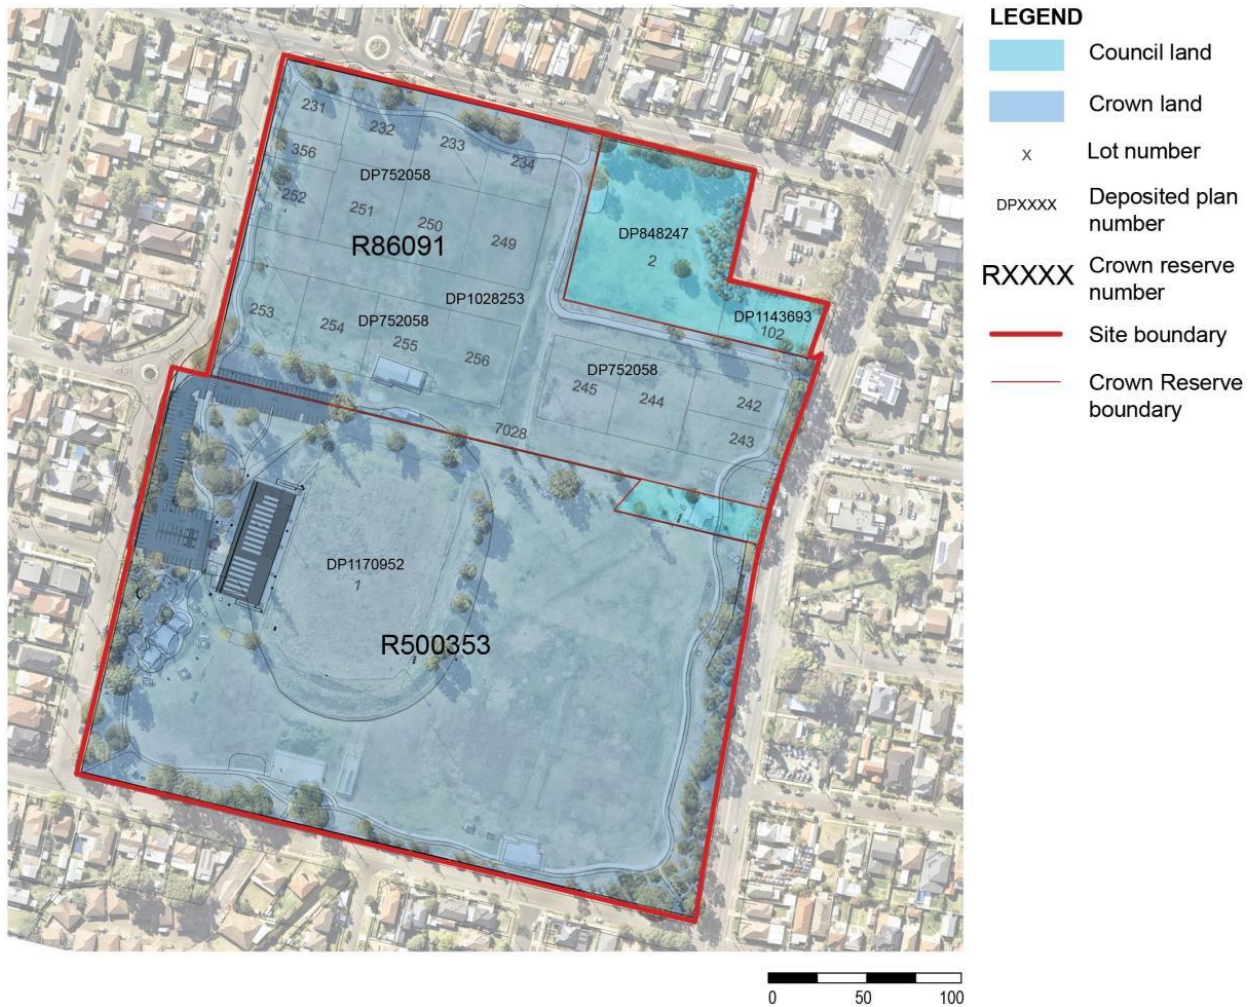 LEGEND
Council land
Crown land
X Lot number
DPXXXX Deposited plan
number
RXXXX Crown reserve
number
Site boundary
Crown Reserve
boundary
231
232
233
234
356
DP752058
252
251
250
249
R86091
DP848247
2
DP1028253
DP1143693
102
253
254
DP752058
255
256
DP752058
245
244
242
243
7028
DP1170952
1
R500353
0 50 100